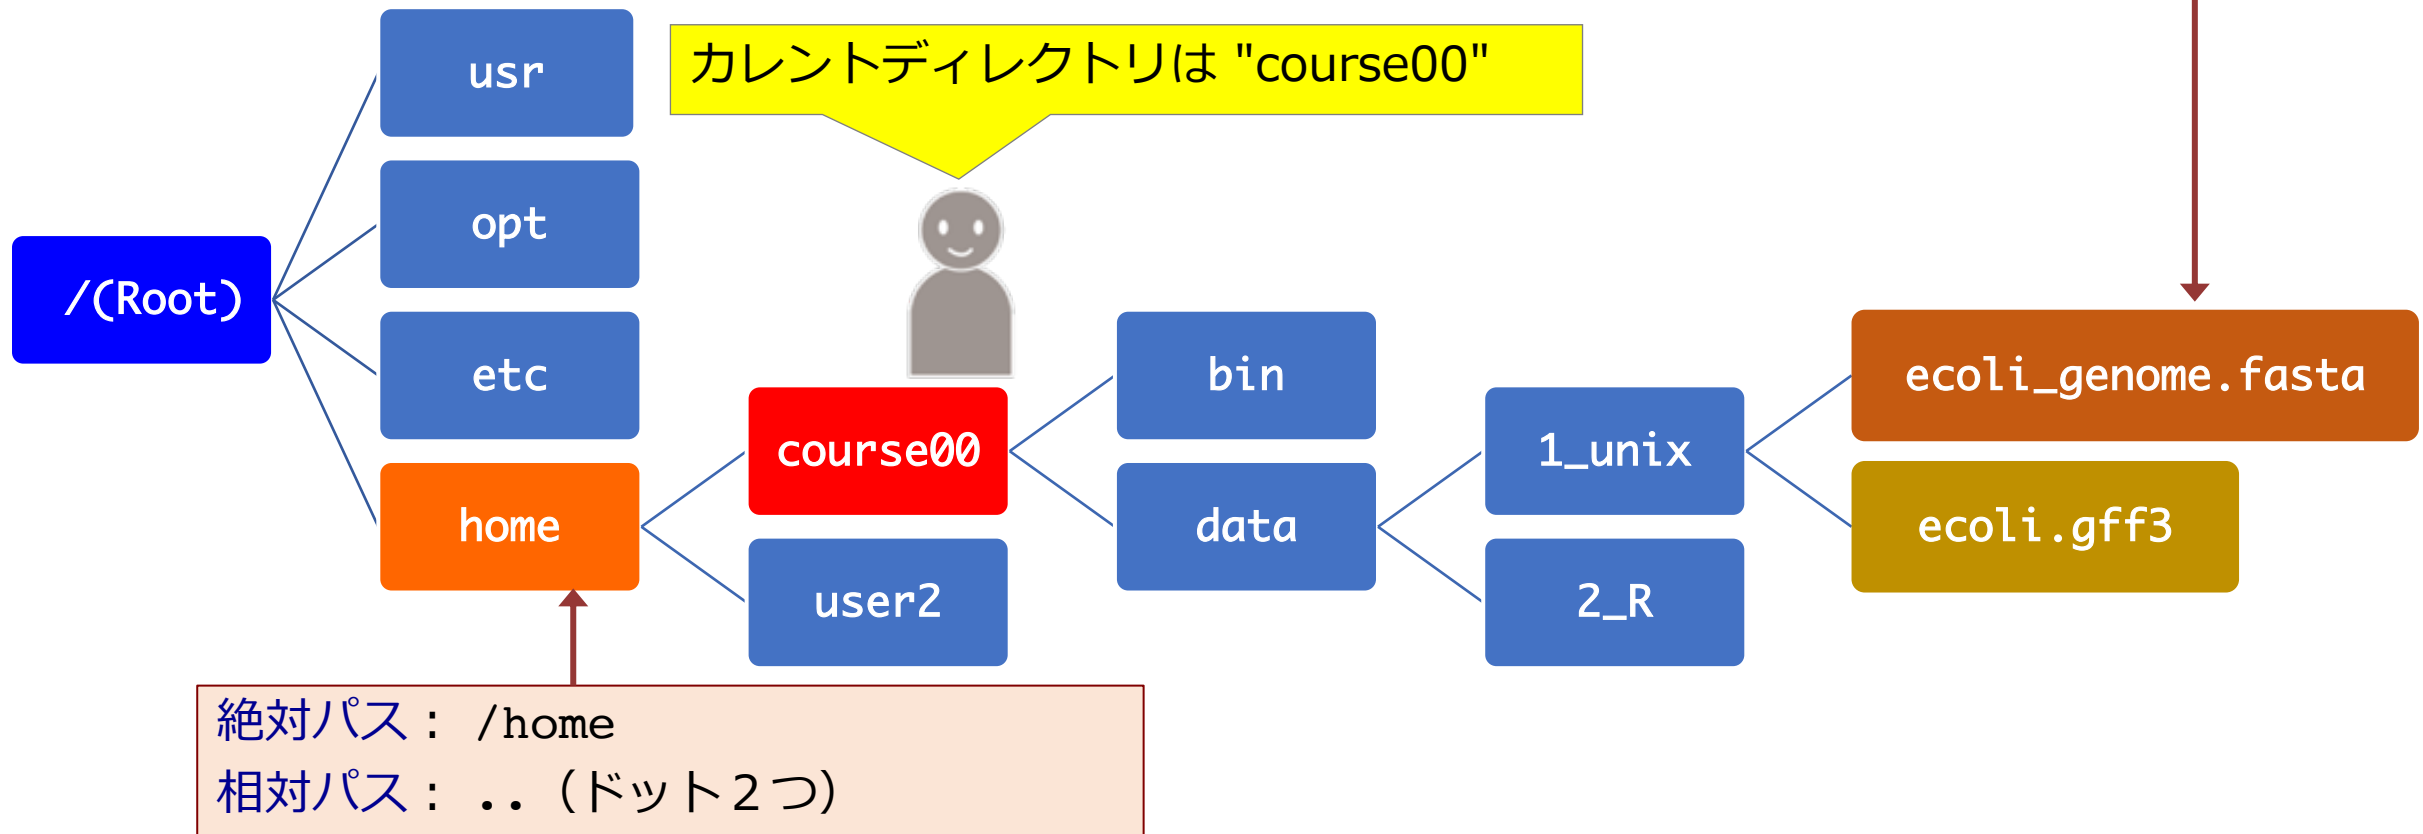 usr
カレントディレクトリは "course00"
opt
/(Root)
etc
bin
ecoli_genome.fasta
course00
1_unix
home
data
ecoli.gff3
user2
2_R
絶対パス： /home
相対パス： ..（ドット２つ）